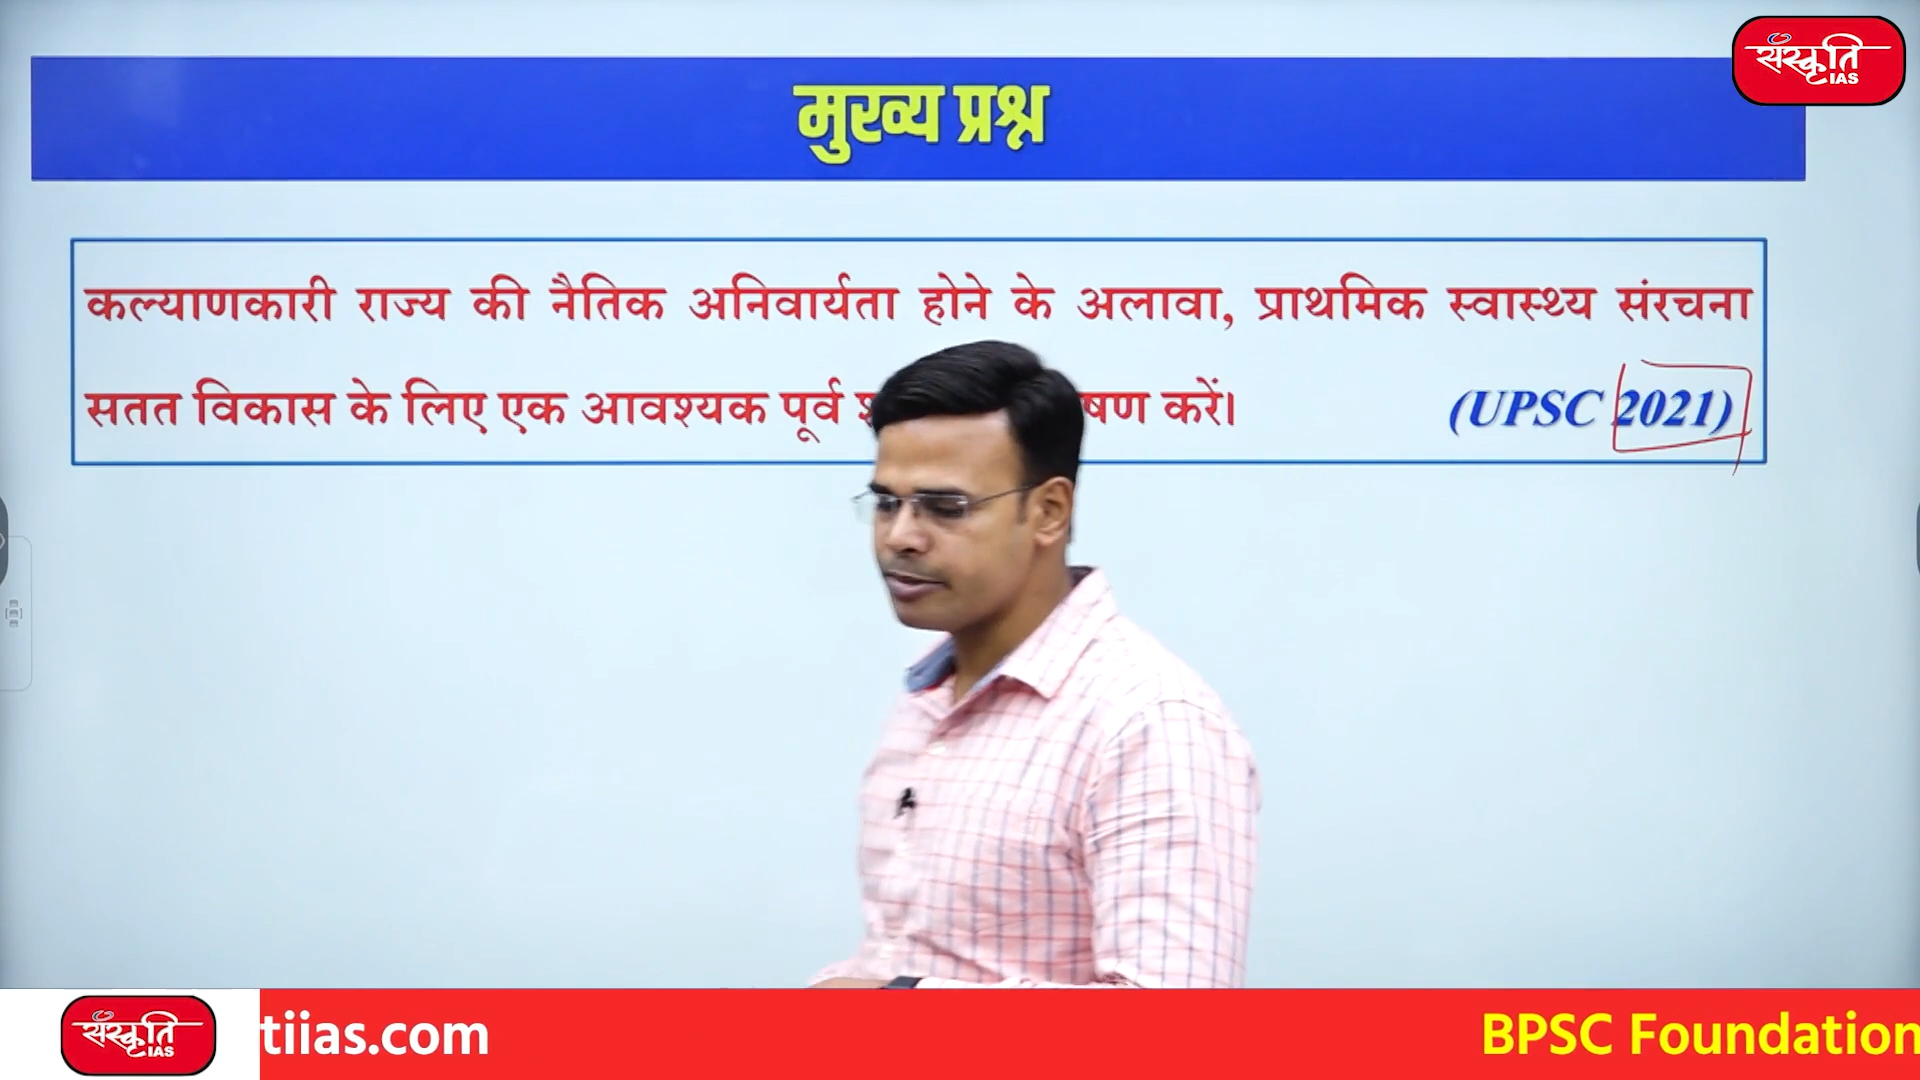 संस्कृति
IAS
मुख्य प्रश्न
कल्याणकारी राज्य की नैतिक अनिवार्यता होने के अलावा, प्राथमिक स्वास्थ्य संरचना
सतत विकास के लिए एक आवश्यक पूर्व करें। (UPSC 2021)
संस्कृति
IAS
tiias.com
BPSC Foundation